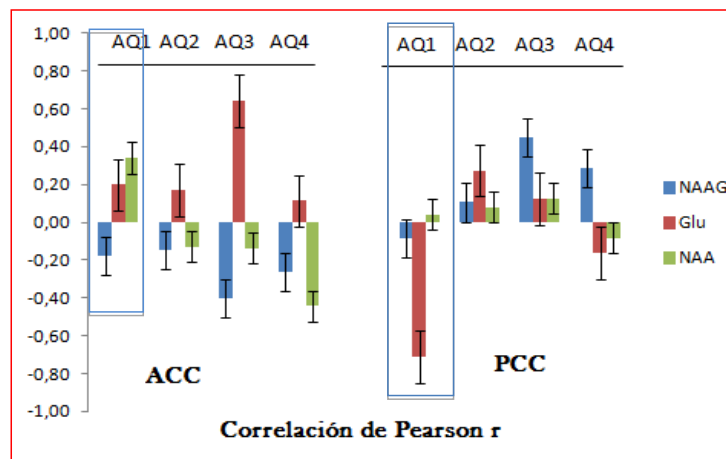 1,00
0,80
0,60
0,40
0,20
0,00
-0,20
-0,40
-0,60
-0,80
-1,00
AQ1 AQ2 AQ3 AQ4
AQ1 AQ2 AQ3 AQ4
NAAG
Glu
NAA
ACC
PCC
Correlación de Pearson r